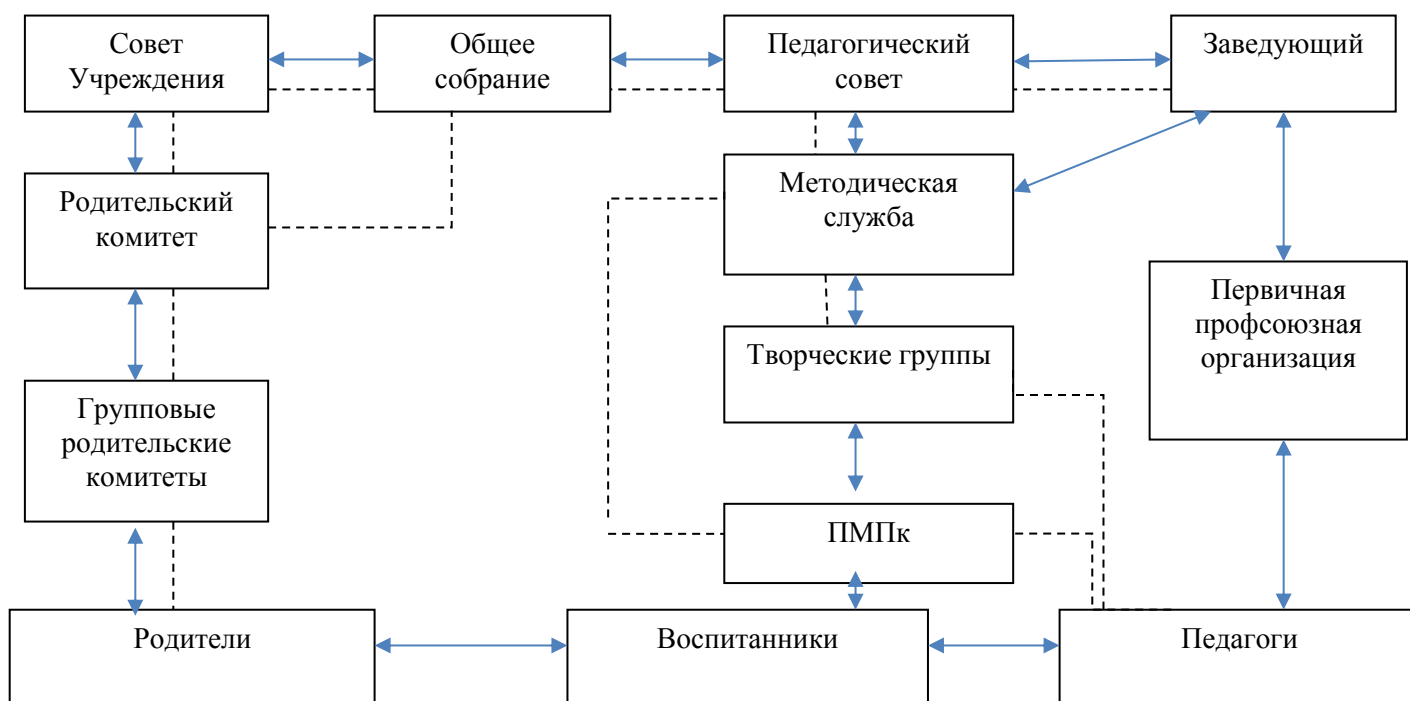 Совет
Учреждения
Общее
собрание
Педагогический
совет
Заведующий
Родительский
комитет
Методическая
служба
Первичная
профсоюзная
организация
Творческие группы
Групповые
родительские
комитеты
ПМПк
Родители
Воспитанники
Педагоги